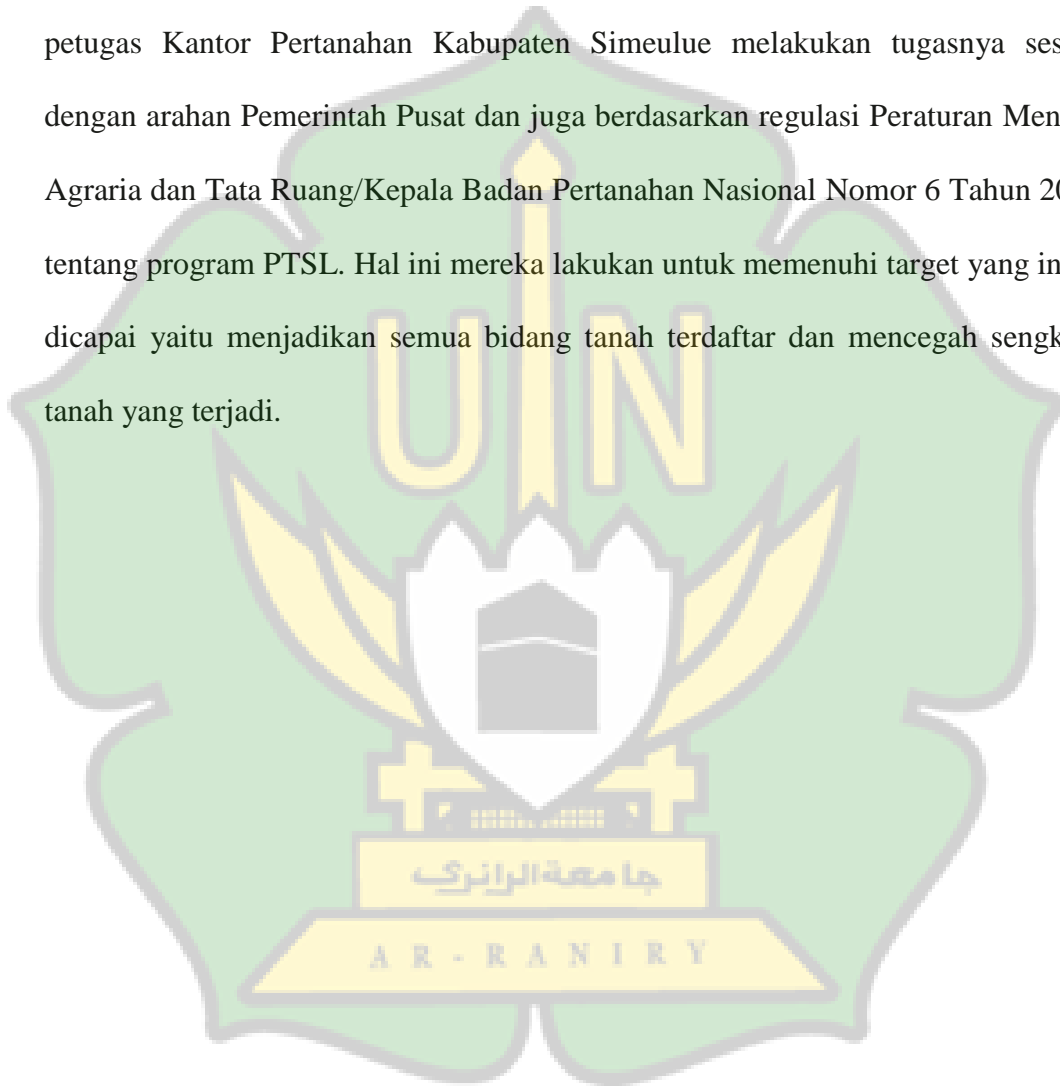 petugas Kantor Pertanahan Kabupaten Simeulue melakukan tugasnya ses
dengan arahan Pemerintah Pusat dan juga berdasarkan regulasi Peraturan Men
Agraria dan Tata Ruang/Kepala Badan Pertanahan Nasional Nomor 6 Tahun 20
tentang program PTSL. Hal ini mereka lakukan untuk memenuhi target yang in
dicapai yaitu menjadikan semua bidang tanah terdaftar dan mencegah sengk
tanah yang terjadi.
UIN
جامعة الرانري
AR-RANIRY